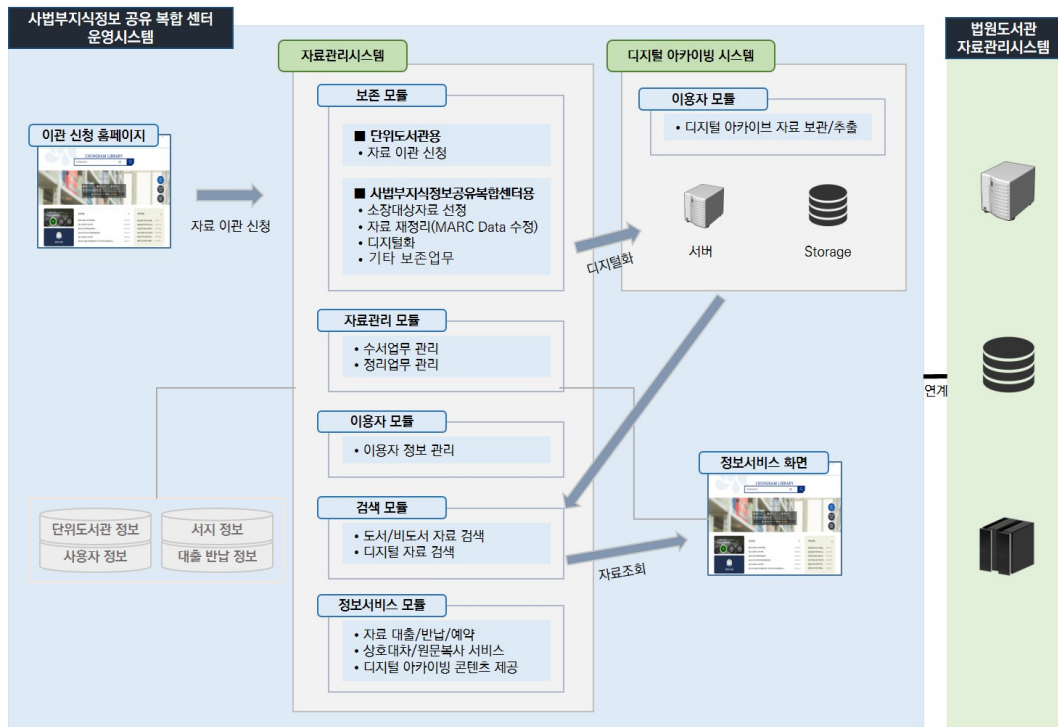 사법부지식정보 공유 복합 센터
운영시스템
법원도서관
자료관리시스템
자료관리시스템
디지털 아카이빙 시스템
보존 모듈
■ 단위도서관용
• 자료 이관 신청
■ 사법부지식정보공유복합센터용
• 소장대상자료 선정
• 자료 재정리(MARC Data 수정)
• 디지털화
• 기타 보존업무
이용자 모듈
• 디지털 아카이브 자료 보관/추출
서버
Storage
이관 신청 홈페이지
CHEONGRAM LIBRARY
자료 이관 신청
디지털화
자료관리 모듈
• 수서업무 관리
• 정리업무 관리
연계
이용자 모듈
• 이용자 정보 관리
정보서비스 화면
CHEONGRAM LIBRARY
검색 모듈
• 도서/비도서 자료 검색
• 디지털 자료 검색
자료조회
단위도서관 정보
서지 정보
사용자 정보
대출 반납 정보
정보서비스 모듈
• 자료 대출/반납/예약
• 상호대차/원문복사 서비스
• 디지털 아카이빙 콘텐츠 제공